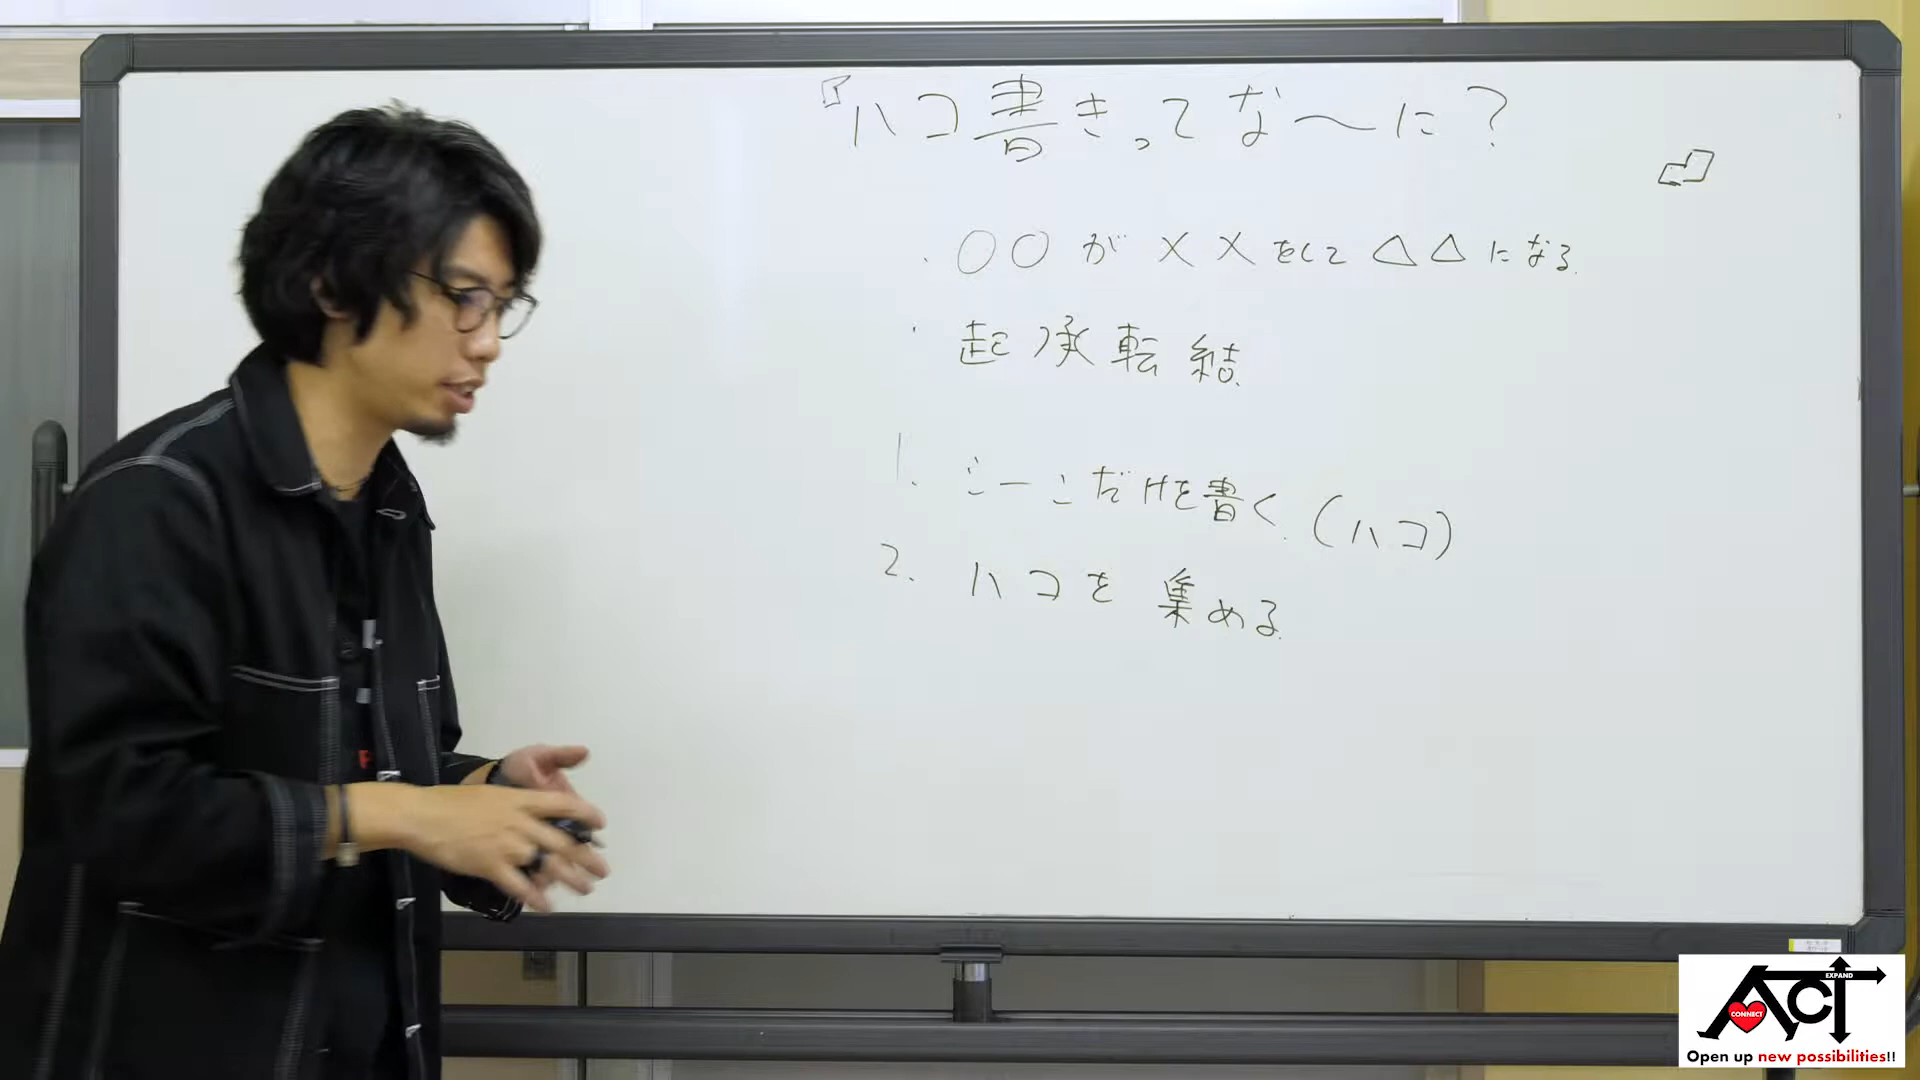 『ハコ書きってな〜に？』
・〇〇が××をして△△になる
・起承転結
1. シーンだけを書く (ハコ)
2. ハコを集める
EXPAND
ACT
CONNECT
Open up new possibilities!!